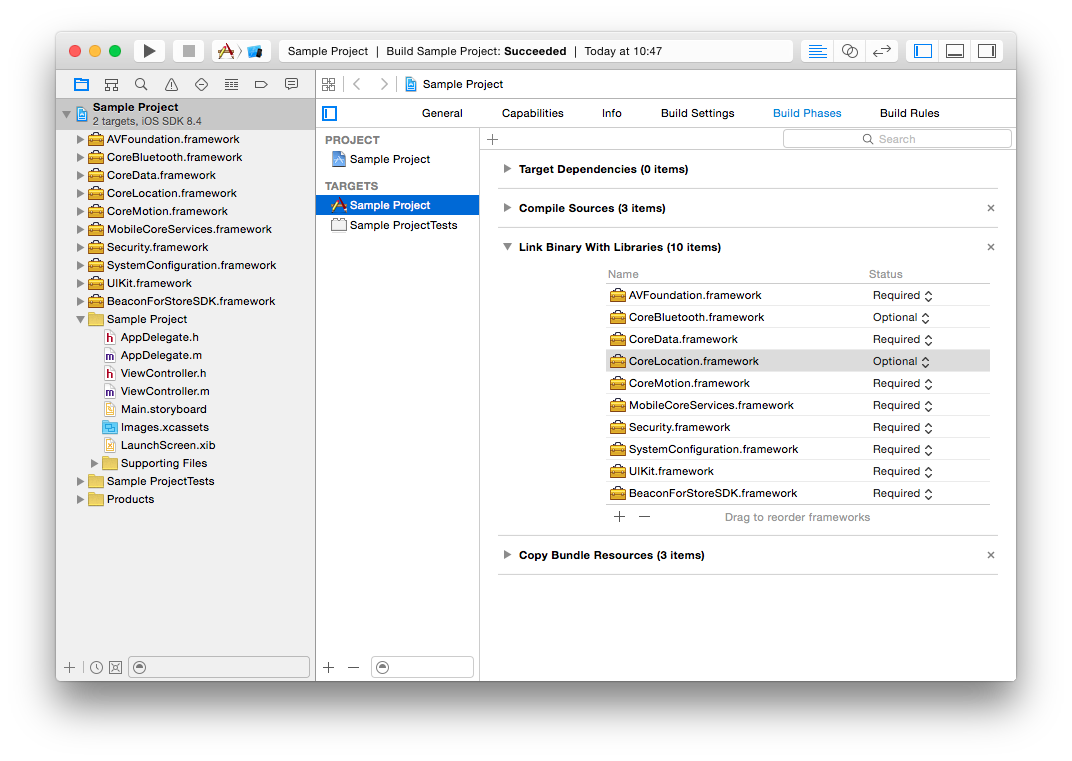 Sample Project | Build Sample Project: Succeeded | Today at 10:47
Sample Project
2 targets, iOS SDK 8.4
AVFoundation.framework
CoreBluetooth.framework
CoreData.framework
CoreLocation.framework
CoreMotion.framework
MobileCoreServices.framework
Security.framework
SystemConfiguration.framework
UIKit.framework
BeaconForStoreSDK.framework
Sample Project
h AppDelegate.h
m AppDelegate.m
h ViewController.h
m ViewController.m
Main.storyboard
Images.xcassets
LaunchScreen.xib
Supporting Files
Sample ProjectTests
Products
Sample Project
General Capabilities Info Build Settings Build Phases Build Rules
PROJECT
Sample Project
TARGETS
Sample Project
Sample ProjectTests
Search
Target Dependencies (0 items)
Compile Sources (3 items)
Link Binary With Libraries (10 items)
Name Status
AVFoundation.framework Required
CoreBluetooth.framework Optional
CoreData.framework Required
CoreLocation.framework Optional
CoreMotion.framework Required
MobileCoreServices.framework Required
Security.framework Required
SystemConfiguration.framework Required
UIKit.framework Required
BeaconForStoreSDK.framework Required
Drag to reorder frameworks
Copy Bundle Resources (3 items)